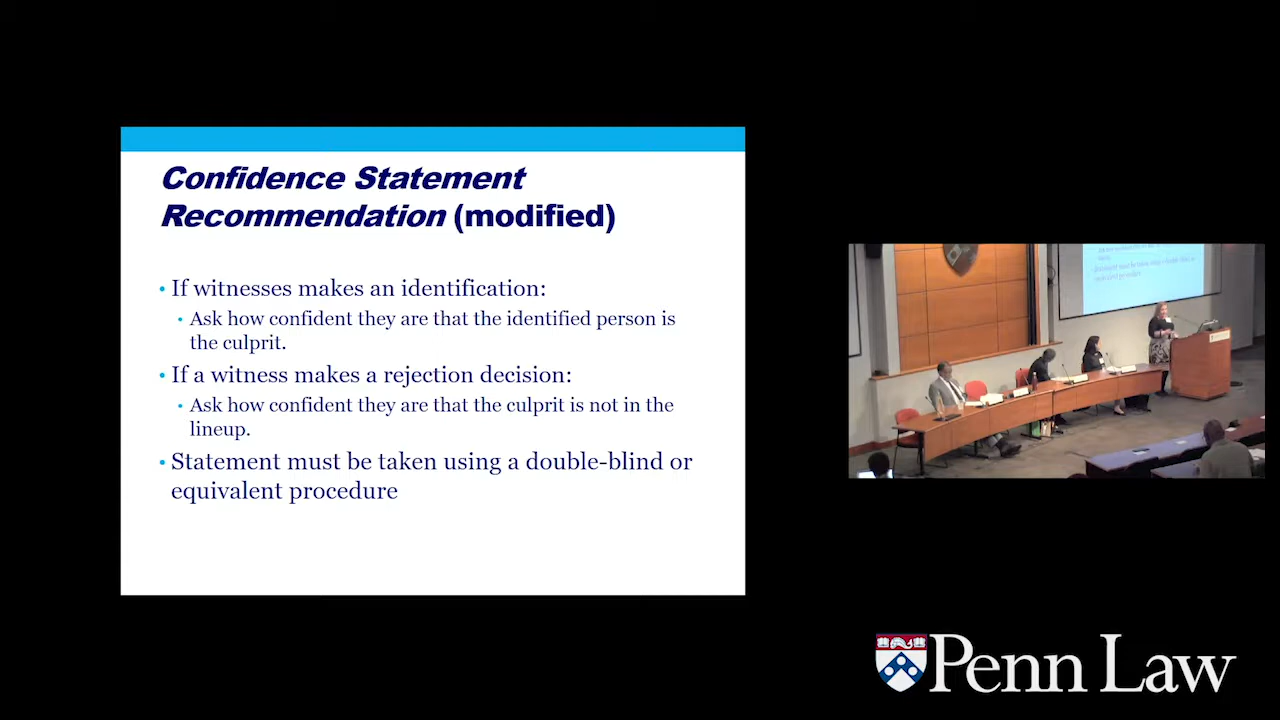 Confidence Statement
Recommendation (modified)
• If witnesses makes an identification:
• Ask how confident they are that the identified person is
the culprit.
• If a witness makes a rejection decision:
• Ask how confident they are that the culprit is not in the
lineup.
• Statement must be taken using a double-blind or
equivalent procedure
Penn Law